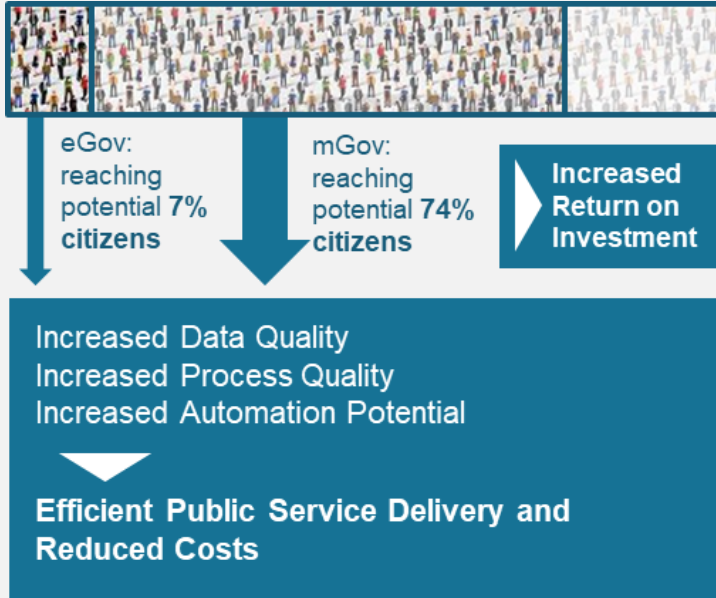 eGov:
reaching
potential 7%
citizens
mGov:
reaching
potential 74%
citizens
Increased
Return on
Investment
Increased Data Quality
Increased Process Quality
Increased Automation Potential
Efficient Public Service Delivery and
Reduced Costs